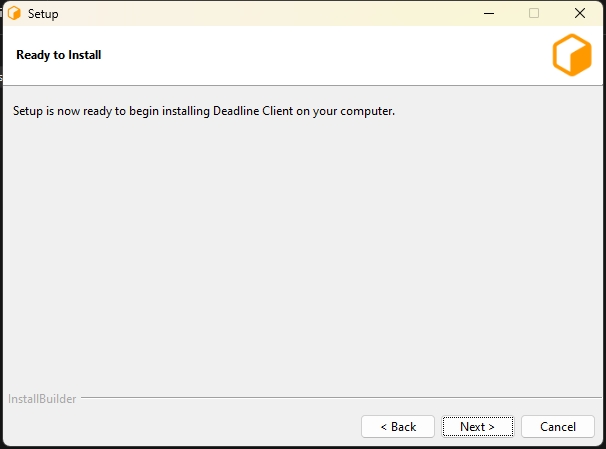 Setup
Ready to Install
Setup is now ready to begin installing Deadline Client on your computer.
InstallBuilder
< Back
Next >
Cancel